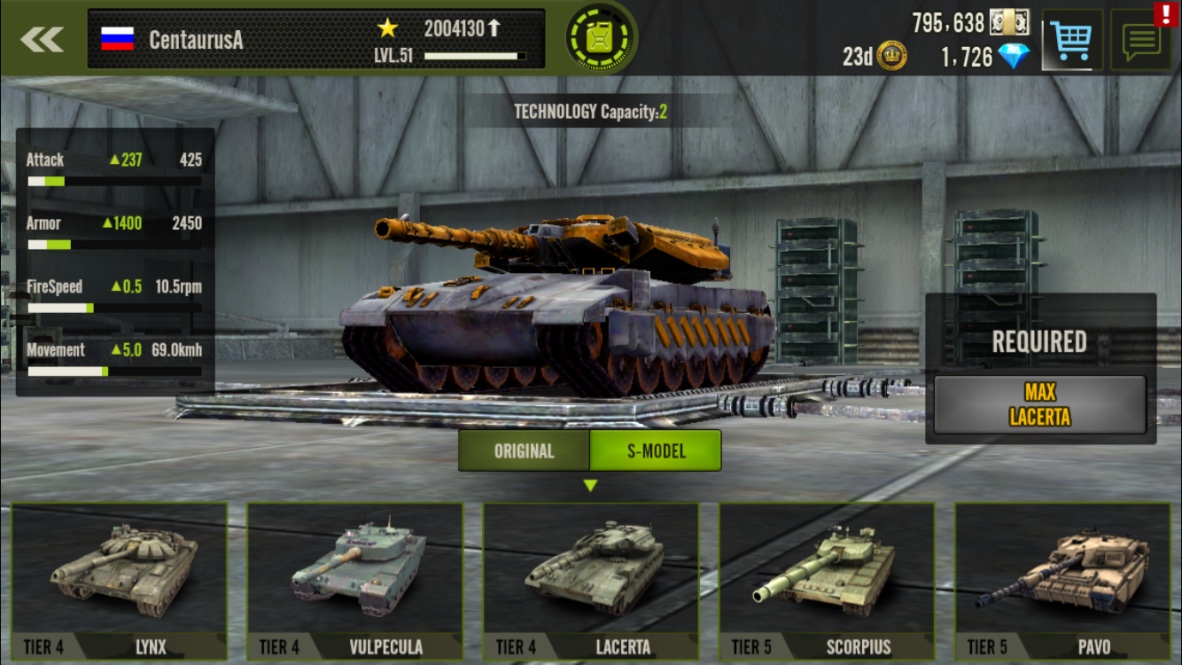 CentaurusA
2004130
LVL.51
795,638
23d
1,726
!
TECHNOLOGY Capacity:2
Attack ▲237 425
Armor ▲1400 2450
FireSpeed ▲0.5 10.5rpm
Movement ▲5.0 69.0kmh
REQUIRED
MAX
LACERTA
ORIGINAL
S-MODEL
TIER 4 LYNX
TIER 4 VULPECULA
TIER 4 LACERTA
TIER 5 SCORPIUS
TIER 5 PAVO